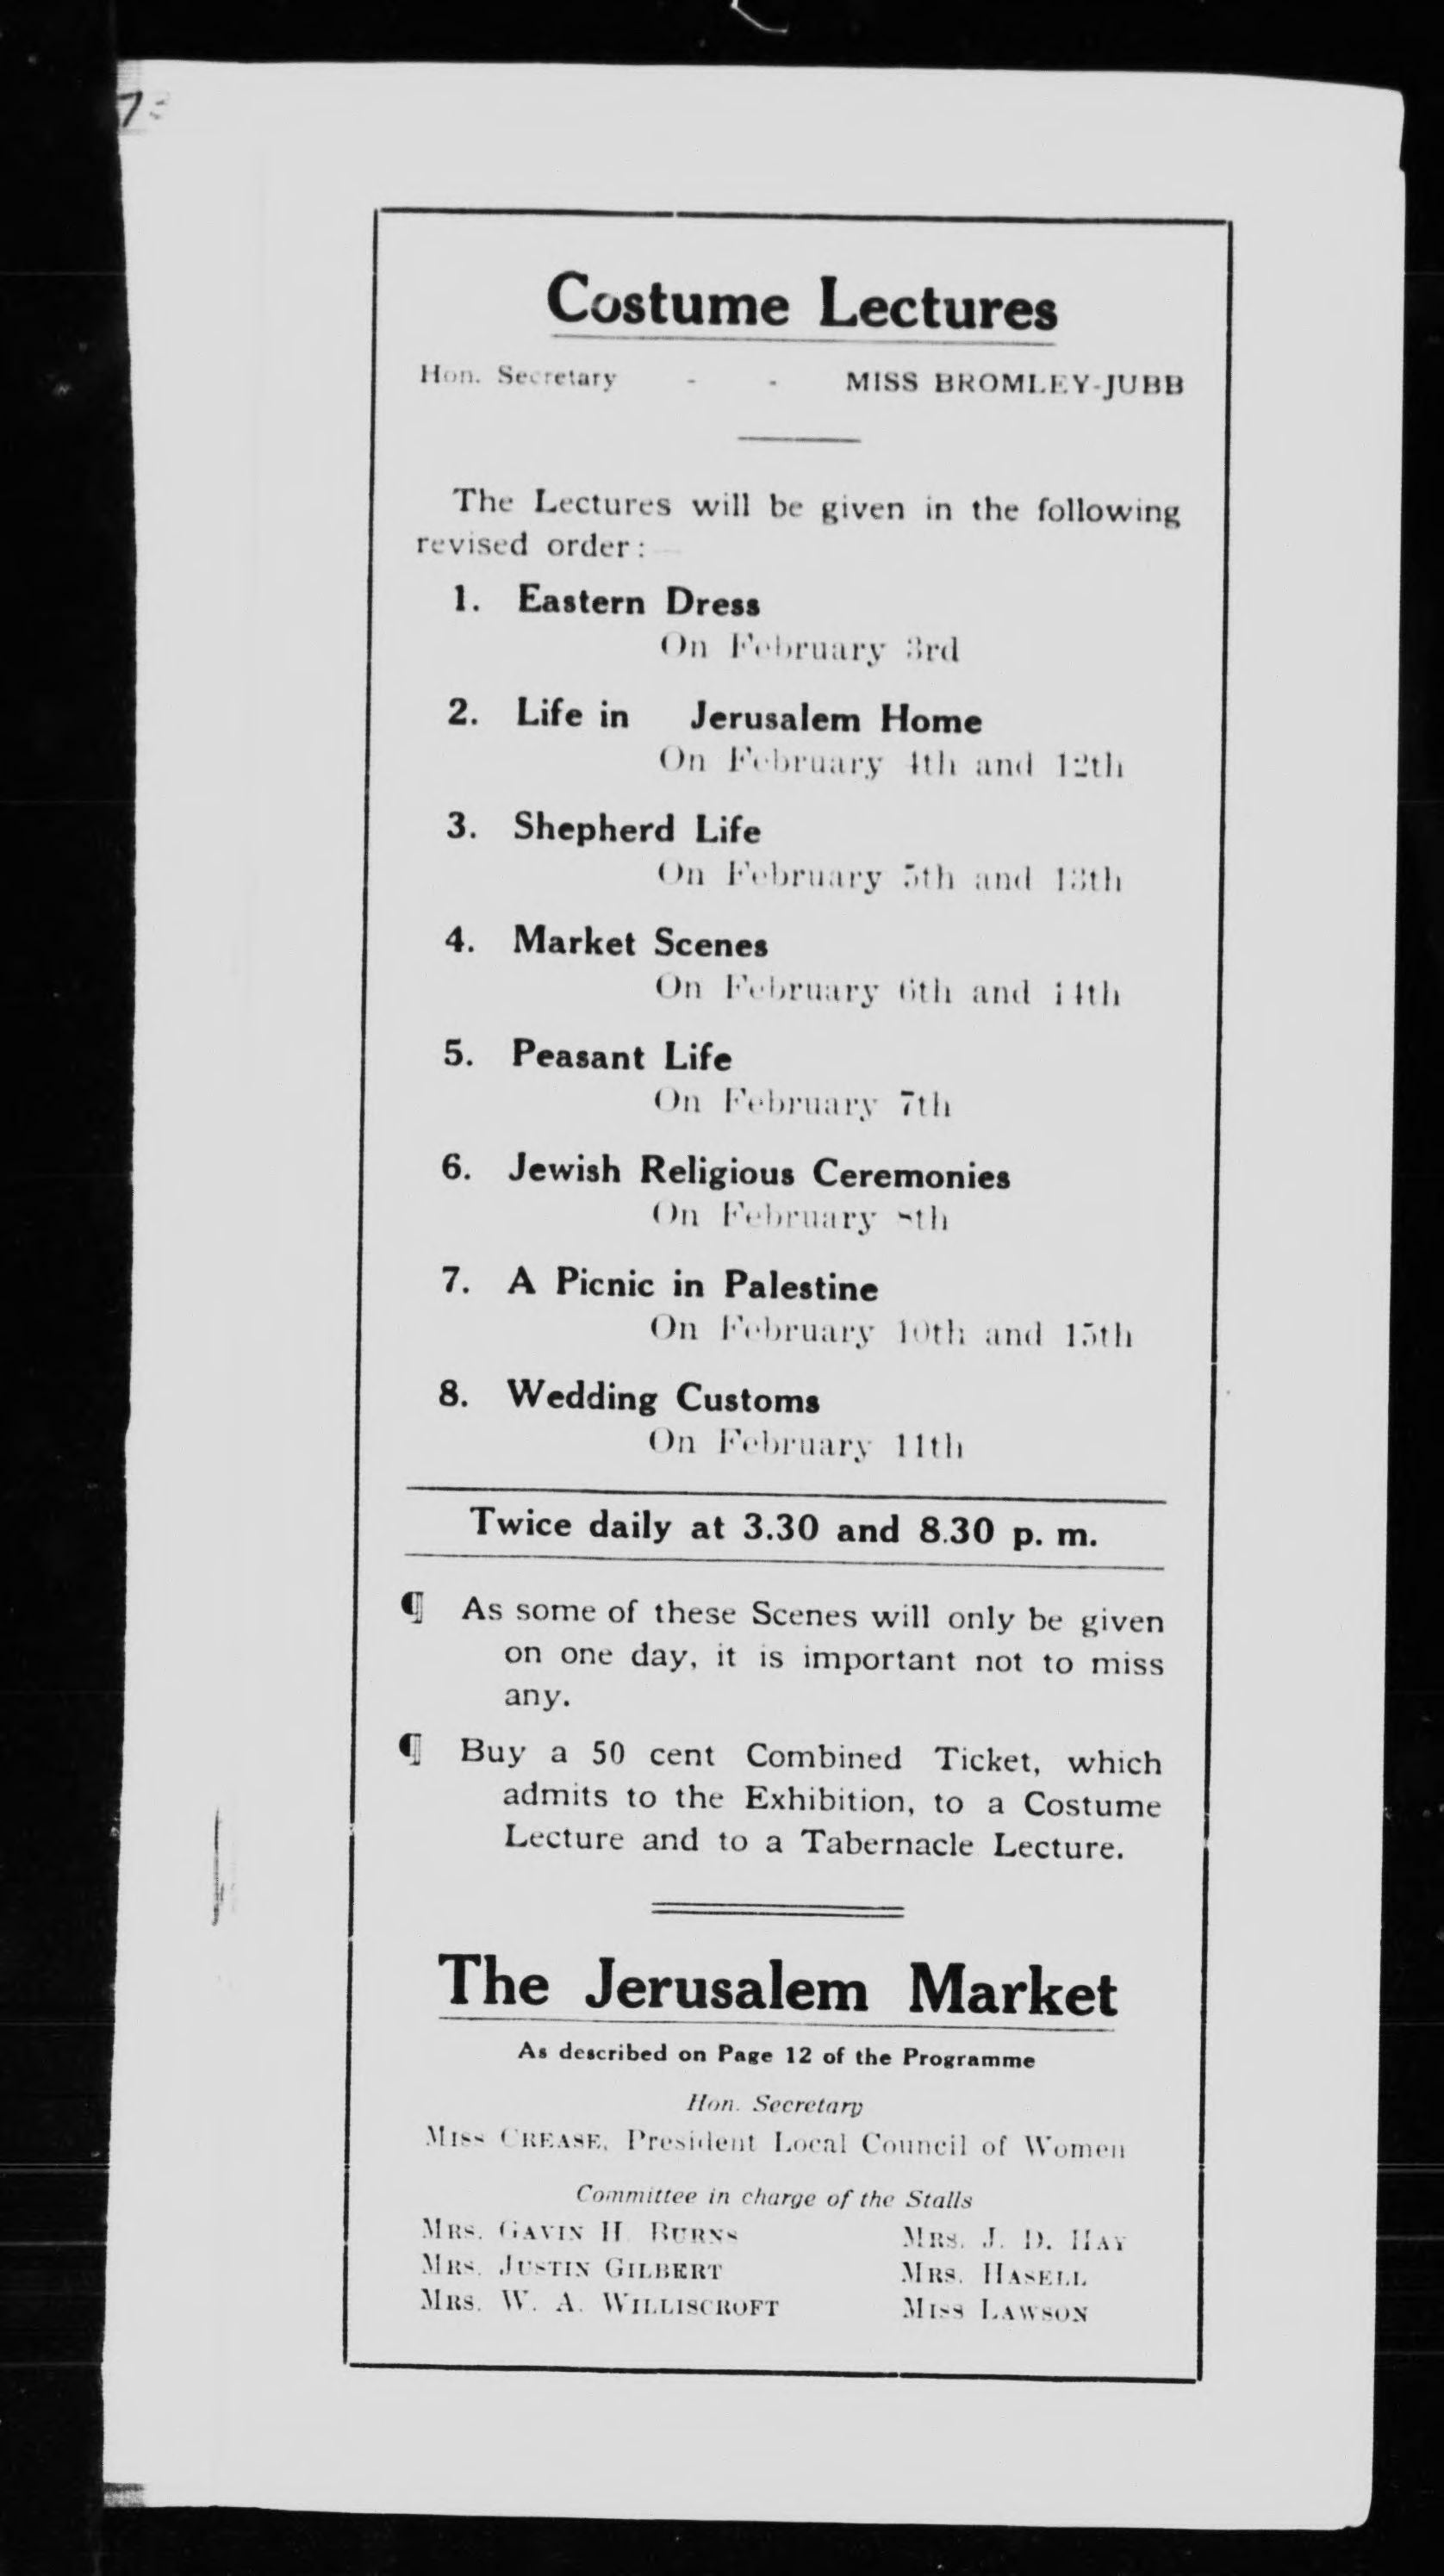 Costume Lectures
Hon. Secretary - - MISS BROMLEY-JUBB
The Lectures will be given in the following
revised order:
1. Eastern Dress
On February 3rd
2. Life in Jerusalem Home
On February 4th and 12th
3. Shepherd Life
On February 5th and 13th
4. Market Scenes
On February 6th and 14th
5. Peasant Life
On February 7th
6. Jewish Religious Ceremonies
On February 8th
7. A Picnic in Palestine
On February 10th and 15th
8. Wedding Customs
On February 11th
Twice daily at 3.30 and 8.30 p. m.
¶ As some of these Scenes will only be given
on one day, it is important not to miss
any.
¶ Buy a 50 cent Combined Ticket, which
admits to the Exhibition, to a Costume
Lecture and to a Tabernacle Lecture.
The Jerusalem Market
As described on Page 12 of the Programme
Hon. Secretary
MISS CREASE, President Local Council of Women
Committee in charge of the Stalls
MRS. GAVIN H. BURNS MRS. J. D. HAY
MRS. JUSTIN GILBERT MRS. HASELL
MRS. W. A. WILLISCROFT MISS LAWSON